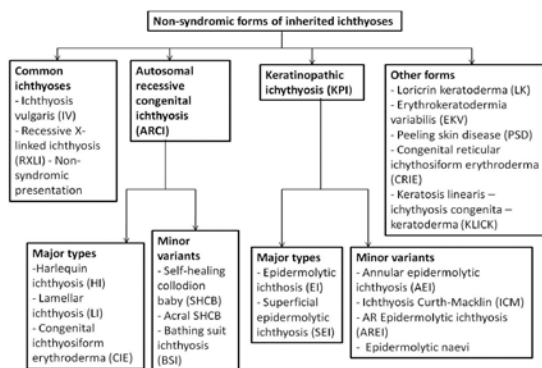 Non-syndromic forms of inherited ichthyoses
Common
ichthyoses
- Ichthyosis
vulgaris (IV)
- Recessive X-
linked ichthyosis
(RXLI) - Non-
syndromic
presentation
Autosomal
recessive
congenital
ichthyosis
(ARCI)
Keratinopathic
ichythyosis (KPI)
Other forms
- Loricrin keratoderma (LK)
- Erythrokeratodermia
variabilis (EKV)
- Peeling skin disease (PSD)
- Congenital reticular
ichythosiform erythroderma
(CRIE)
- Keratosis linearis –
ichythyosis congenita –
keratoderma (KLICK)
Major types
-Harlequin
ichthyosis (HI)
- Lamellar
ichthyosis (LI)
- Congenital
ichthyosiform
erythroderma (CIE)
Minor
variants
- Self-healing
collodion
baby (SHCB)
- Acral SHCB
- Bathing suit
ichthyosis
(BSI)
Major types
- Epidermolytic
ichthosis (EI)
- Superficial
epidermolytic
ichthyosis (SEI)
Minor variants
- Annular epidermolytic
ichthyosis (AEI)
- Ichthyosis Curth-Macklin (ICM)
- AR Epidermolytic ichthyosis
(AREI)
- Epidermolytic naevi